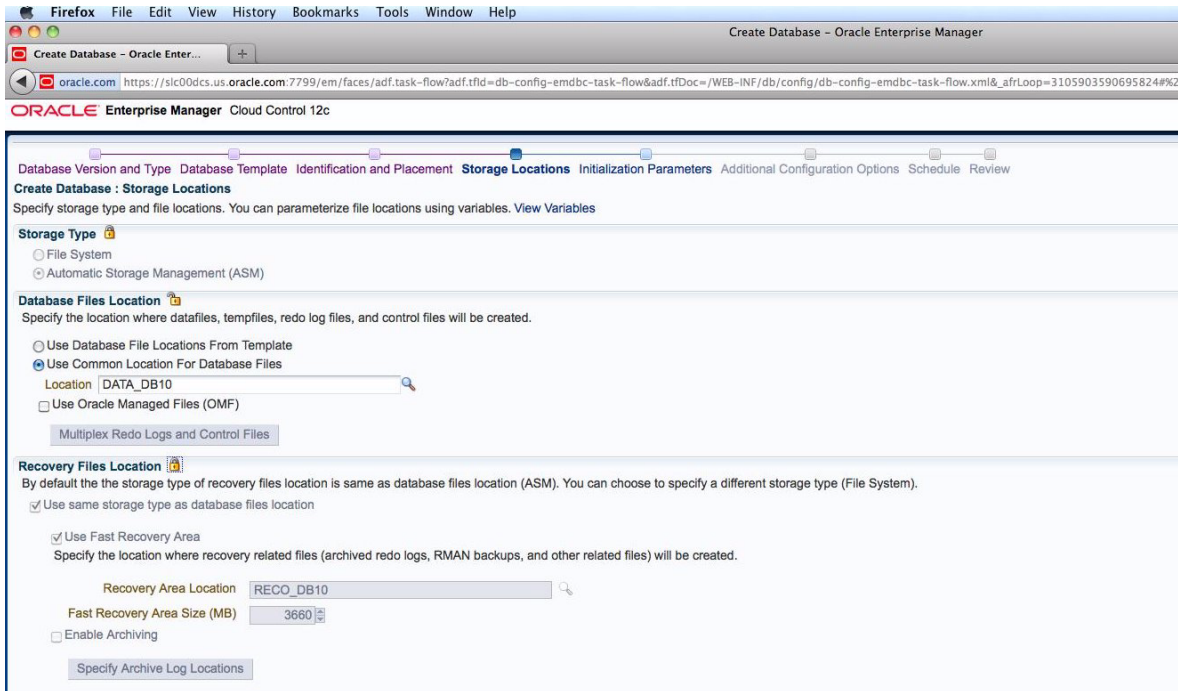 Firefox File Edit View History Bookmarks Tools Window Help
Create Database – Oracle Enterprise Manager
Create Database – Oracle Enter...
oracle.com https://slc00dcs.us.oracle.com:7799/em/faces/adf.task-flow?adf.tfId=db-config-emdbc-task-flow&adf.tfDoc=/WEB-INF/db/config/db-config-emdbc-task-flow.xml&_afrLoop=3105903590695824#%2
ORACLE Enterprise Manager Cloud Control 12c
Database Version and Type Database Template Identification and Placement Storage Locations Initialization Parameters Additional Configuration Options Schedule Review
Create Database : Storage Locations
Specify storage type and file locations. You can parameterize file locations using variables. View Variables
Storage Type
File System
Automatic Storage Management (ASM)
Database Files Location
Specify the location where datafiles, tempfiles, redo log files, and control files will be created.
Use Database File Locations From Template
Use Common Location For Database Files
Location DATA_DB10
Use Oracle Managed Files (OMF)
Multiplex Redo Logs and Control Files
Recovery Files Location
By default the the storage type of recovery files location is same as database files location (ASM). You can choose to specify a different storage type (File System).
Use same storage type as database files location
Use Fast Recovery Area
Specify the location where recovery related files (archived redo logs, RMAN backups, and other related files) will be created.
Recovery Area Location RECO_DB10
Fast Recovery Area Size (MB) 3660
Enable Archiving
Specify Archive Log Locations